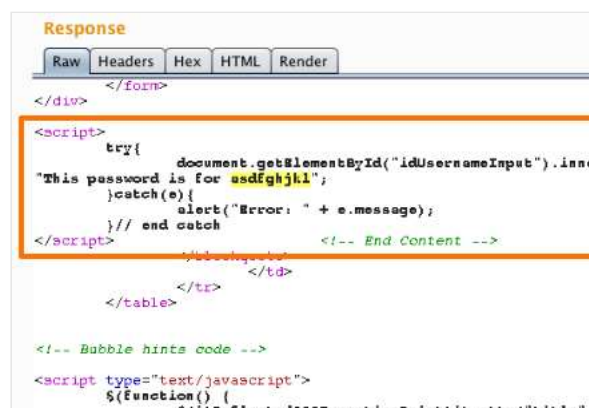 Response
Raw Headers Hex HTML Render
</form>
</div>
<script>
try{
document.getElementById("idUsernameInput").inne
"This password is for asdfghjkl";
}catch(e){
alert("Error: " + e.message);
}// end catch
</script> <!-- End Content -->
</td>
</tr>
</table>
<!-- Bubble hints code -->
<script type="text/javascript">
$(function() {